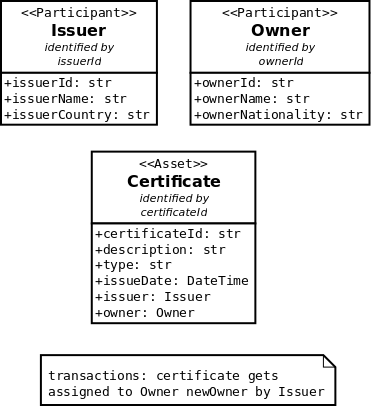 <<Participant>>
Issuer
identified by
issuerId
+issuerId: str
+issuerName: str
+issuerCountry: str
<<Participant>>
Owner
identified by
ownerId
+ownerId: str
+ownerName: str
+ownerNationality: str
<<Asset>>
Certificate
identified by
certificateId
+certificateId: str
+description: str
+type: str
+issueDate: DateTime
+issuer: Issuer
+owner: Owner
transactions: certificate gets
assigned to Owner newOwner by Issuer